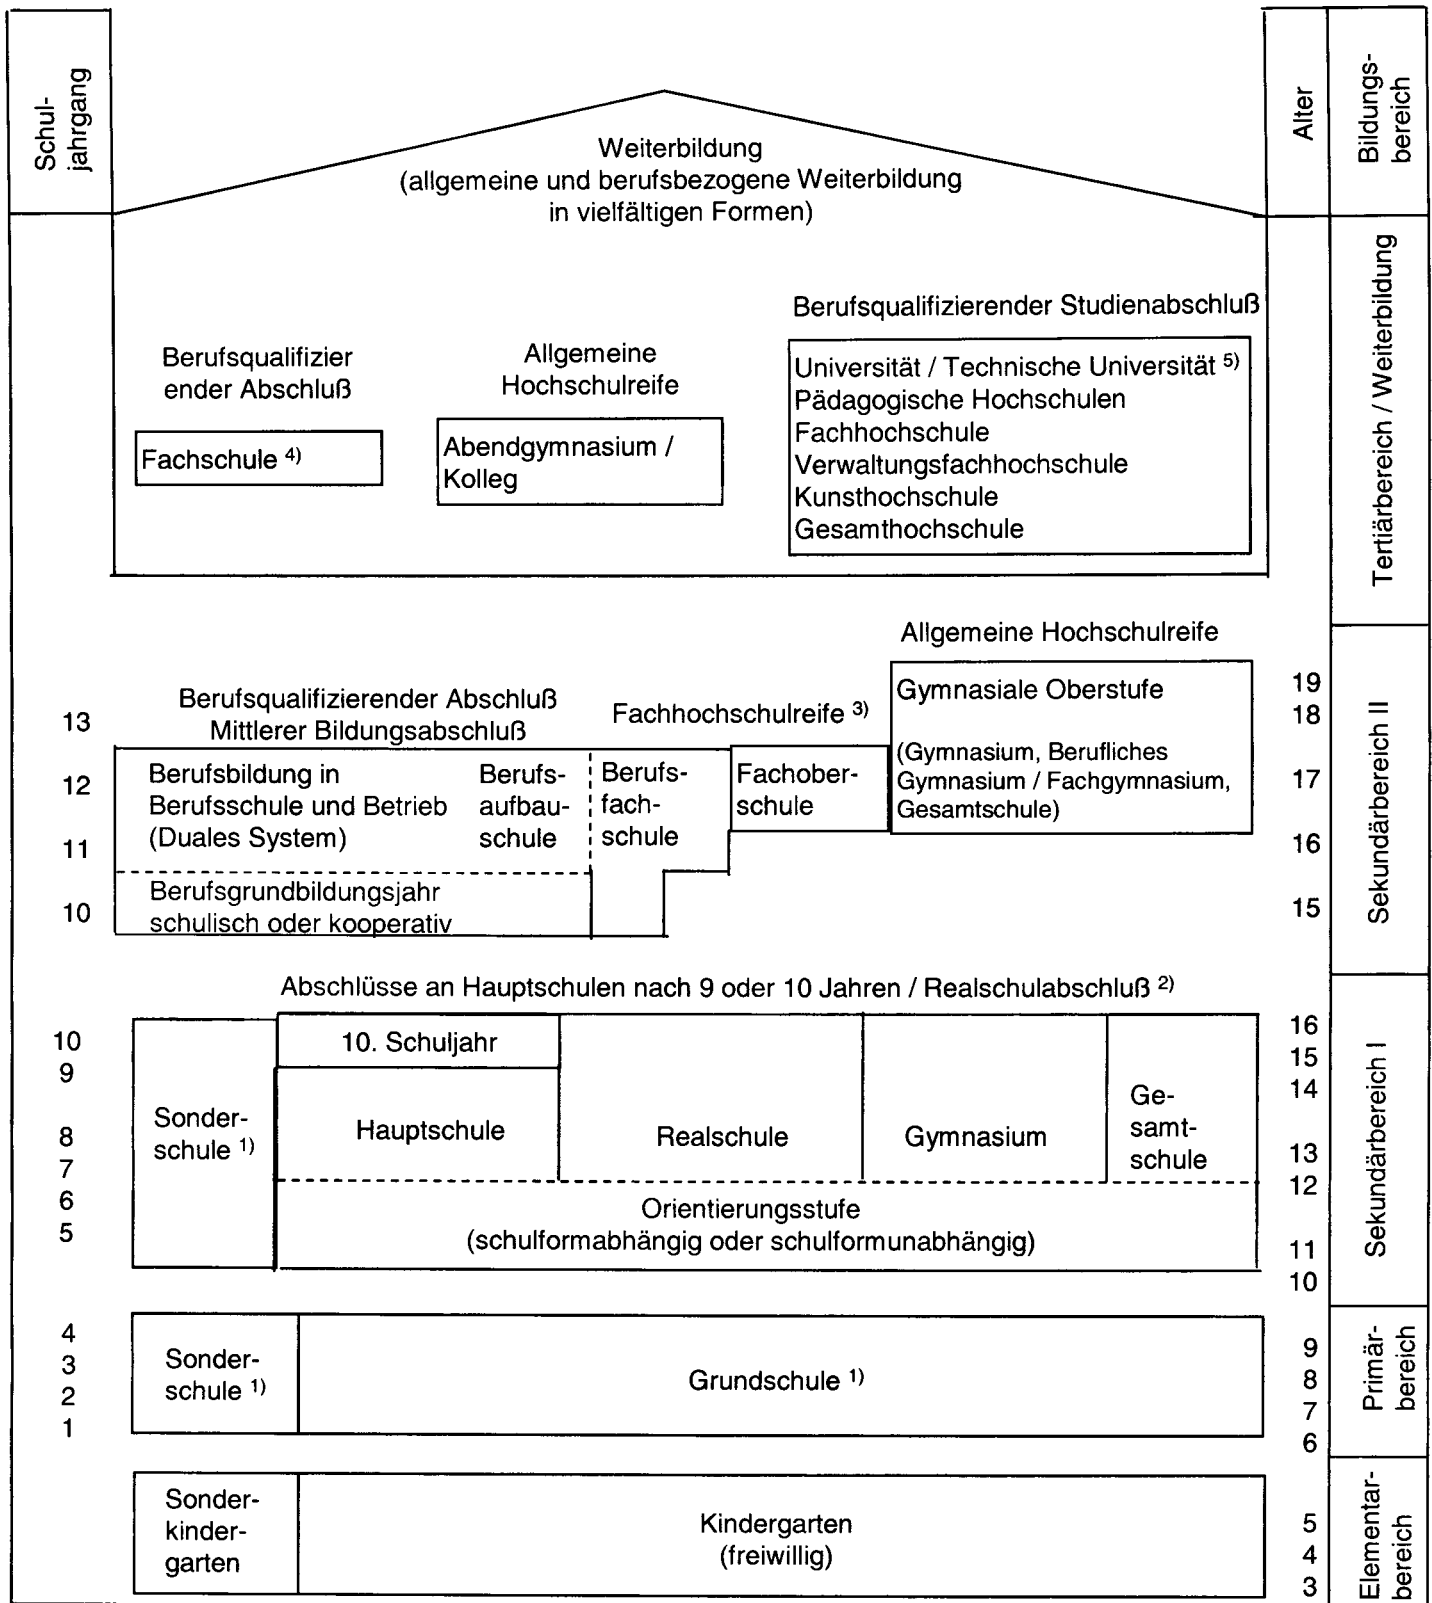 Schul-
jahrgang
Alter
Bildungs-
bereich
Weiterbildung
(allgemeine und berufsbezogene Weiterbildung
in vielfältigen Formen)
Tertiärbereich / Weiterbildung
Berufsqualifizierender Studienabschluß
Berufsqualifizier
ender Abschluß
Allgemeine
Hochschulreife
Universität / Technische Universität 5)
Pädagogische Hochschulen
Fachhochschule
Verwaltungsfachhochschule
Kunsthochschule
Gesamthochschule
Fachschule 4)
Abendgymnasium /
Kolleg
Allgemeine Hochschulreife
Sekundärbereich II
13
12
11
10
Berufsqualifizierender Abschluß
Mittlerer Bildungsabschluß
Fachhochschulreife 3)
Gymnasiale Oberstufe
(Gymnasium, Berufliches
Gymnasium / Fachgymnasium,
Gesamtschule)
Berufsbildung in
Berufsschule und Betrieb
(Duales System)
Berufs-
aufbau-
schule
Berufs-
fach-
schule
Fachober-
schule
Berufsgrundbildungsjahr
schulisch oder kooperativ
19
18
17
16
15
Abschlüsse an Hauptschulen nach 9 oder 10 Jahren / Realschulabschluß 2)
Sekundärbereich I
10
9
8
7
6
5
Sonder-
schule 1)
10. Schuljahr
Hauptschule
Realschule
Gymnasium
Ge-
samt-
schule
Orientierungsstufe
(schulformabhängig oder schulformunabhängig)
16
15
14
13
12
11
10
4
3
2
1
Sonder-
schule 1)
Grundschule 1)
9
8
7
6
Primär-
bereich
Sonder-
kinder-
garten
Kindergarten
(freiwillig)
5
4
3
Elementar-
bereich